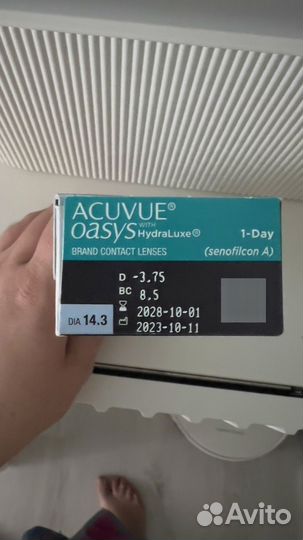 ACUVUE®
OASYS WITH HydraLuxe® 1-Day
BRAND CONTACT LENSES (senofilcon A)
D -3.75
BC 8.5
2028-10-01
DIA 14.3
2023-10-11
Avito